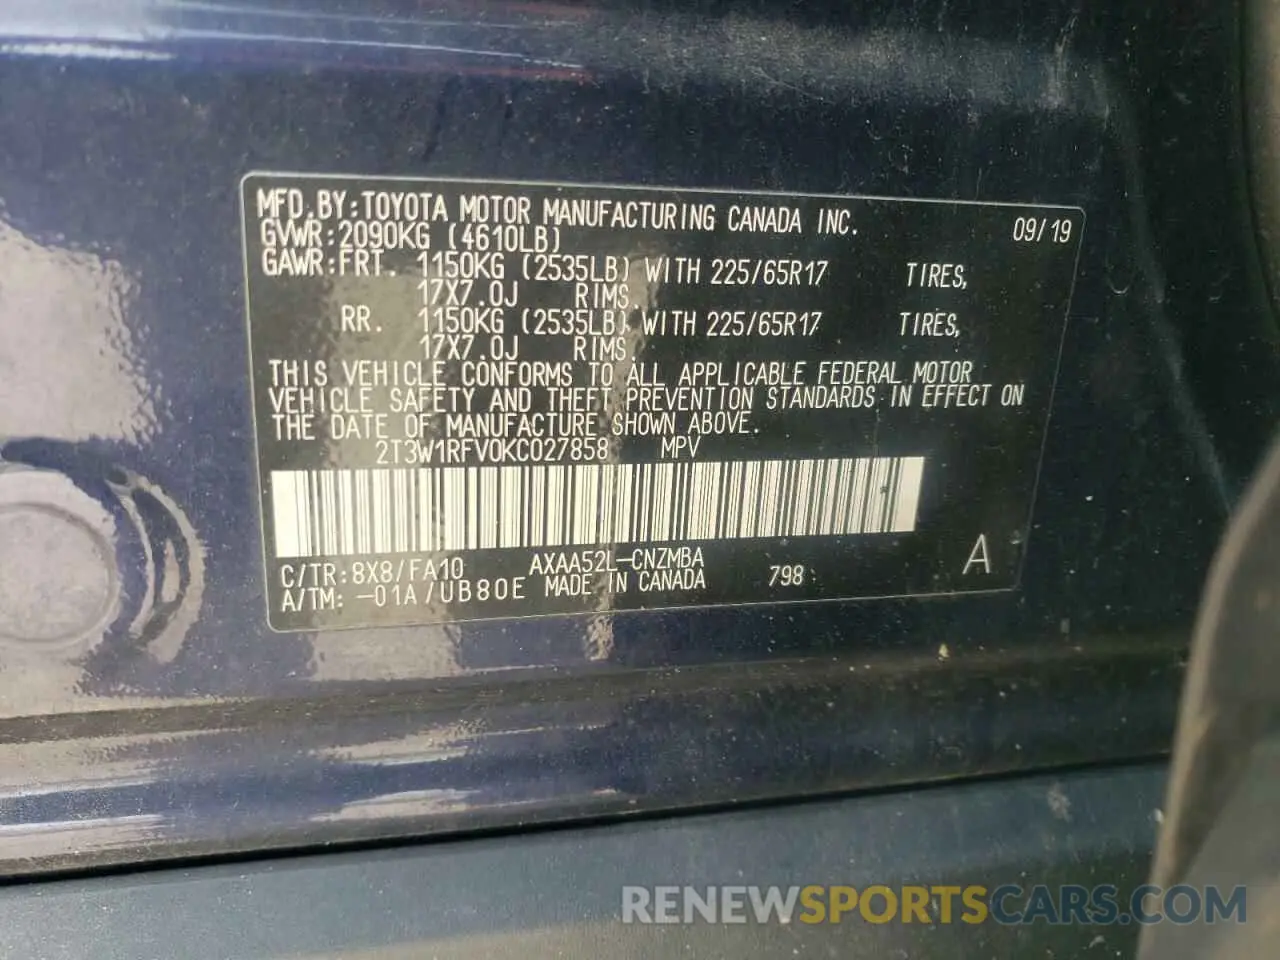 MFD.BY:TOYOTA MOTOR MANUFACTURING CANADA INC. 09/19
GVWR:2090KG (4610LB)
GAWR:FRT. 1150KG (2535LB) WITH 225/65R17 TIRES,
17X7.0J RIMS.
RR. 1150KG (2535LB) WITH 225/65R17 TIRES,
17X7.0J RIMS.
THIS VEHICLE CONFORMS TO ALL APPLICABLE FEDERAL MOTOR
VEHICLE SAFETY AND THEFT PREVENTION STANDARDS IN EFFECT ON
THE DATE OF MANUFACTURE SHOWN ABOVE.
2T3W1RFV0KC027858 MPV
C/TR:8X8/FA10 AXAA52L-CNZMBA
A/TM: -01A/UB80E MADE IN CANADA 798 A
RENEWSPORTSCARS.COM